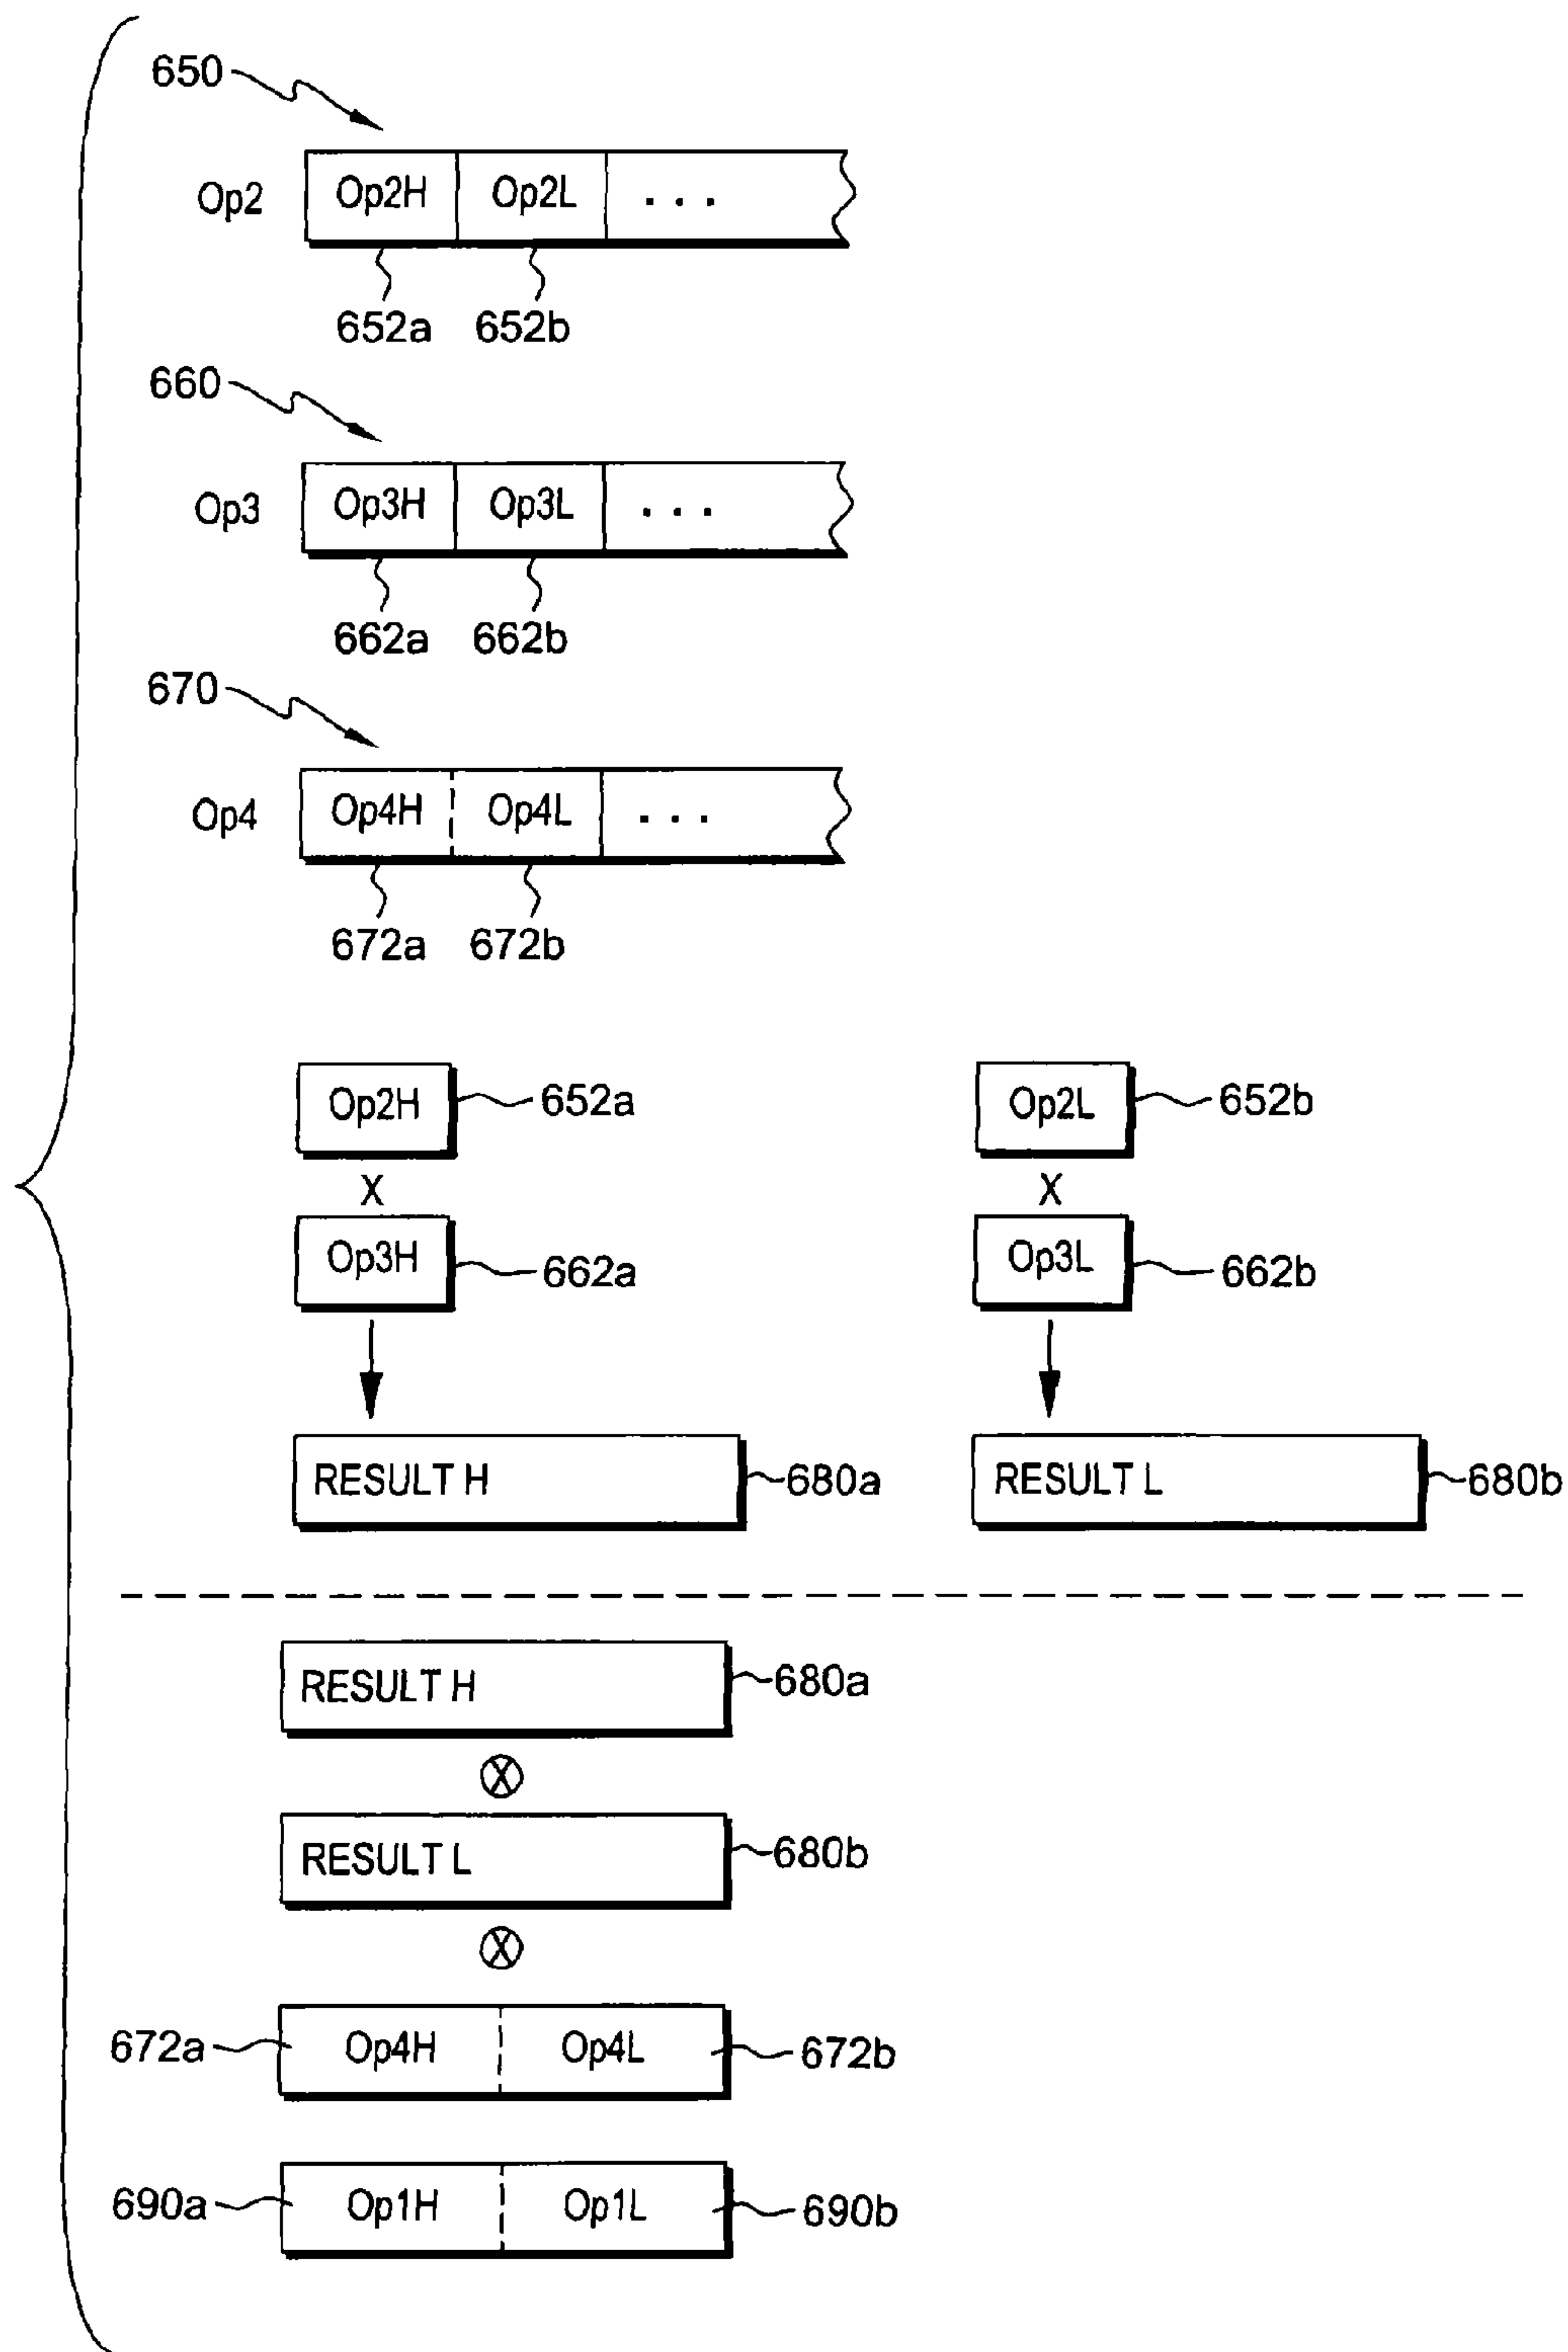 650
Op2 Op2H Op2L ...
652a 652b
660
Op3 Op3H Op3L ...
662a 662b
670
Op4 Op4H Op4L ...
672a 672b
Op2H 652a Op2L 652b
X X
Op3H 662a Op3L 662b
RESULT H 680a RESULT L 680b
RESULT H 680a
X
RESULT L 680b
X
672a Op4H Op4L 672b
690a Op1H Op1L 690b